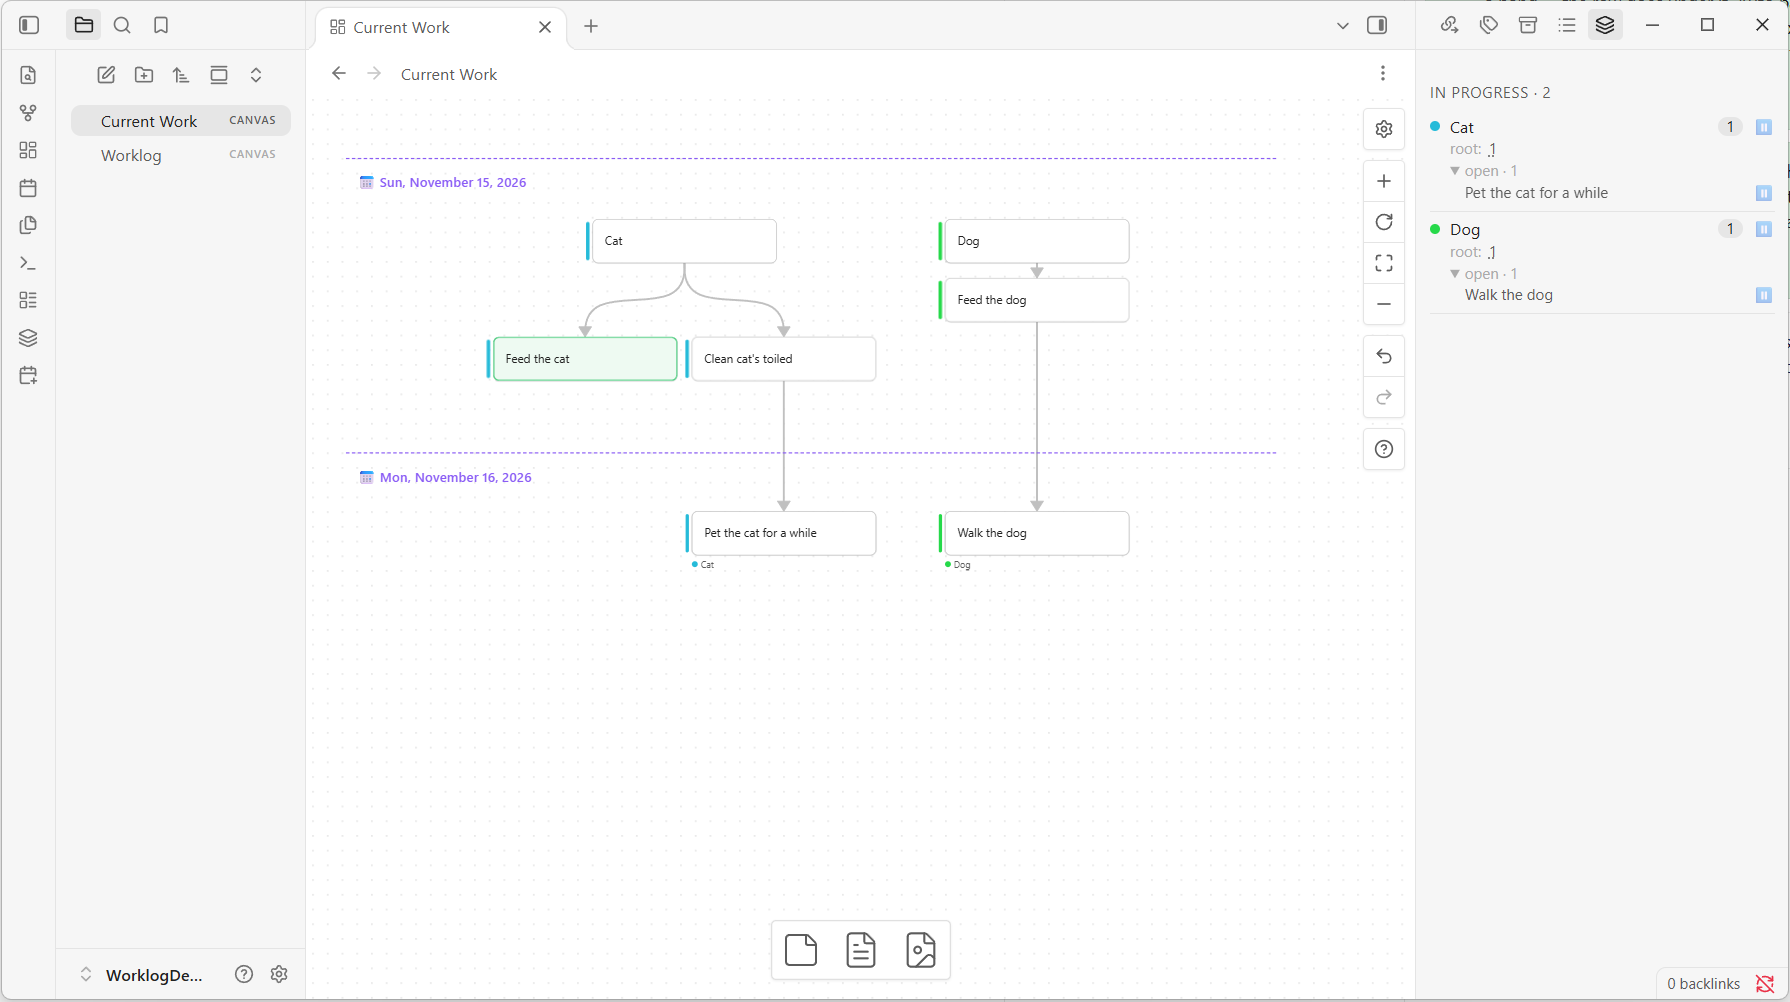 Current Work
Current Work CANVAS
Worklog CANVAS
WorklogDe...
Current Work
Sun, November 15, 2026
Cat
Dog
Feed the dog
Feed the cat
Clean cat's toiled
Mon, November 16, 2026
Pet the cat for a while
Walk the dog
Cat
Dog
IN PROGRESS · 2
Cat 1
root: 1
open · 1
Pet the cat for a while
Dog 1
root: 1
open · 1
Walk the dog
0 backlinks